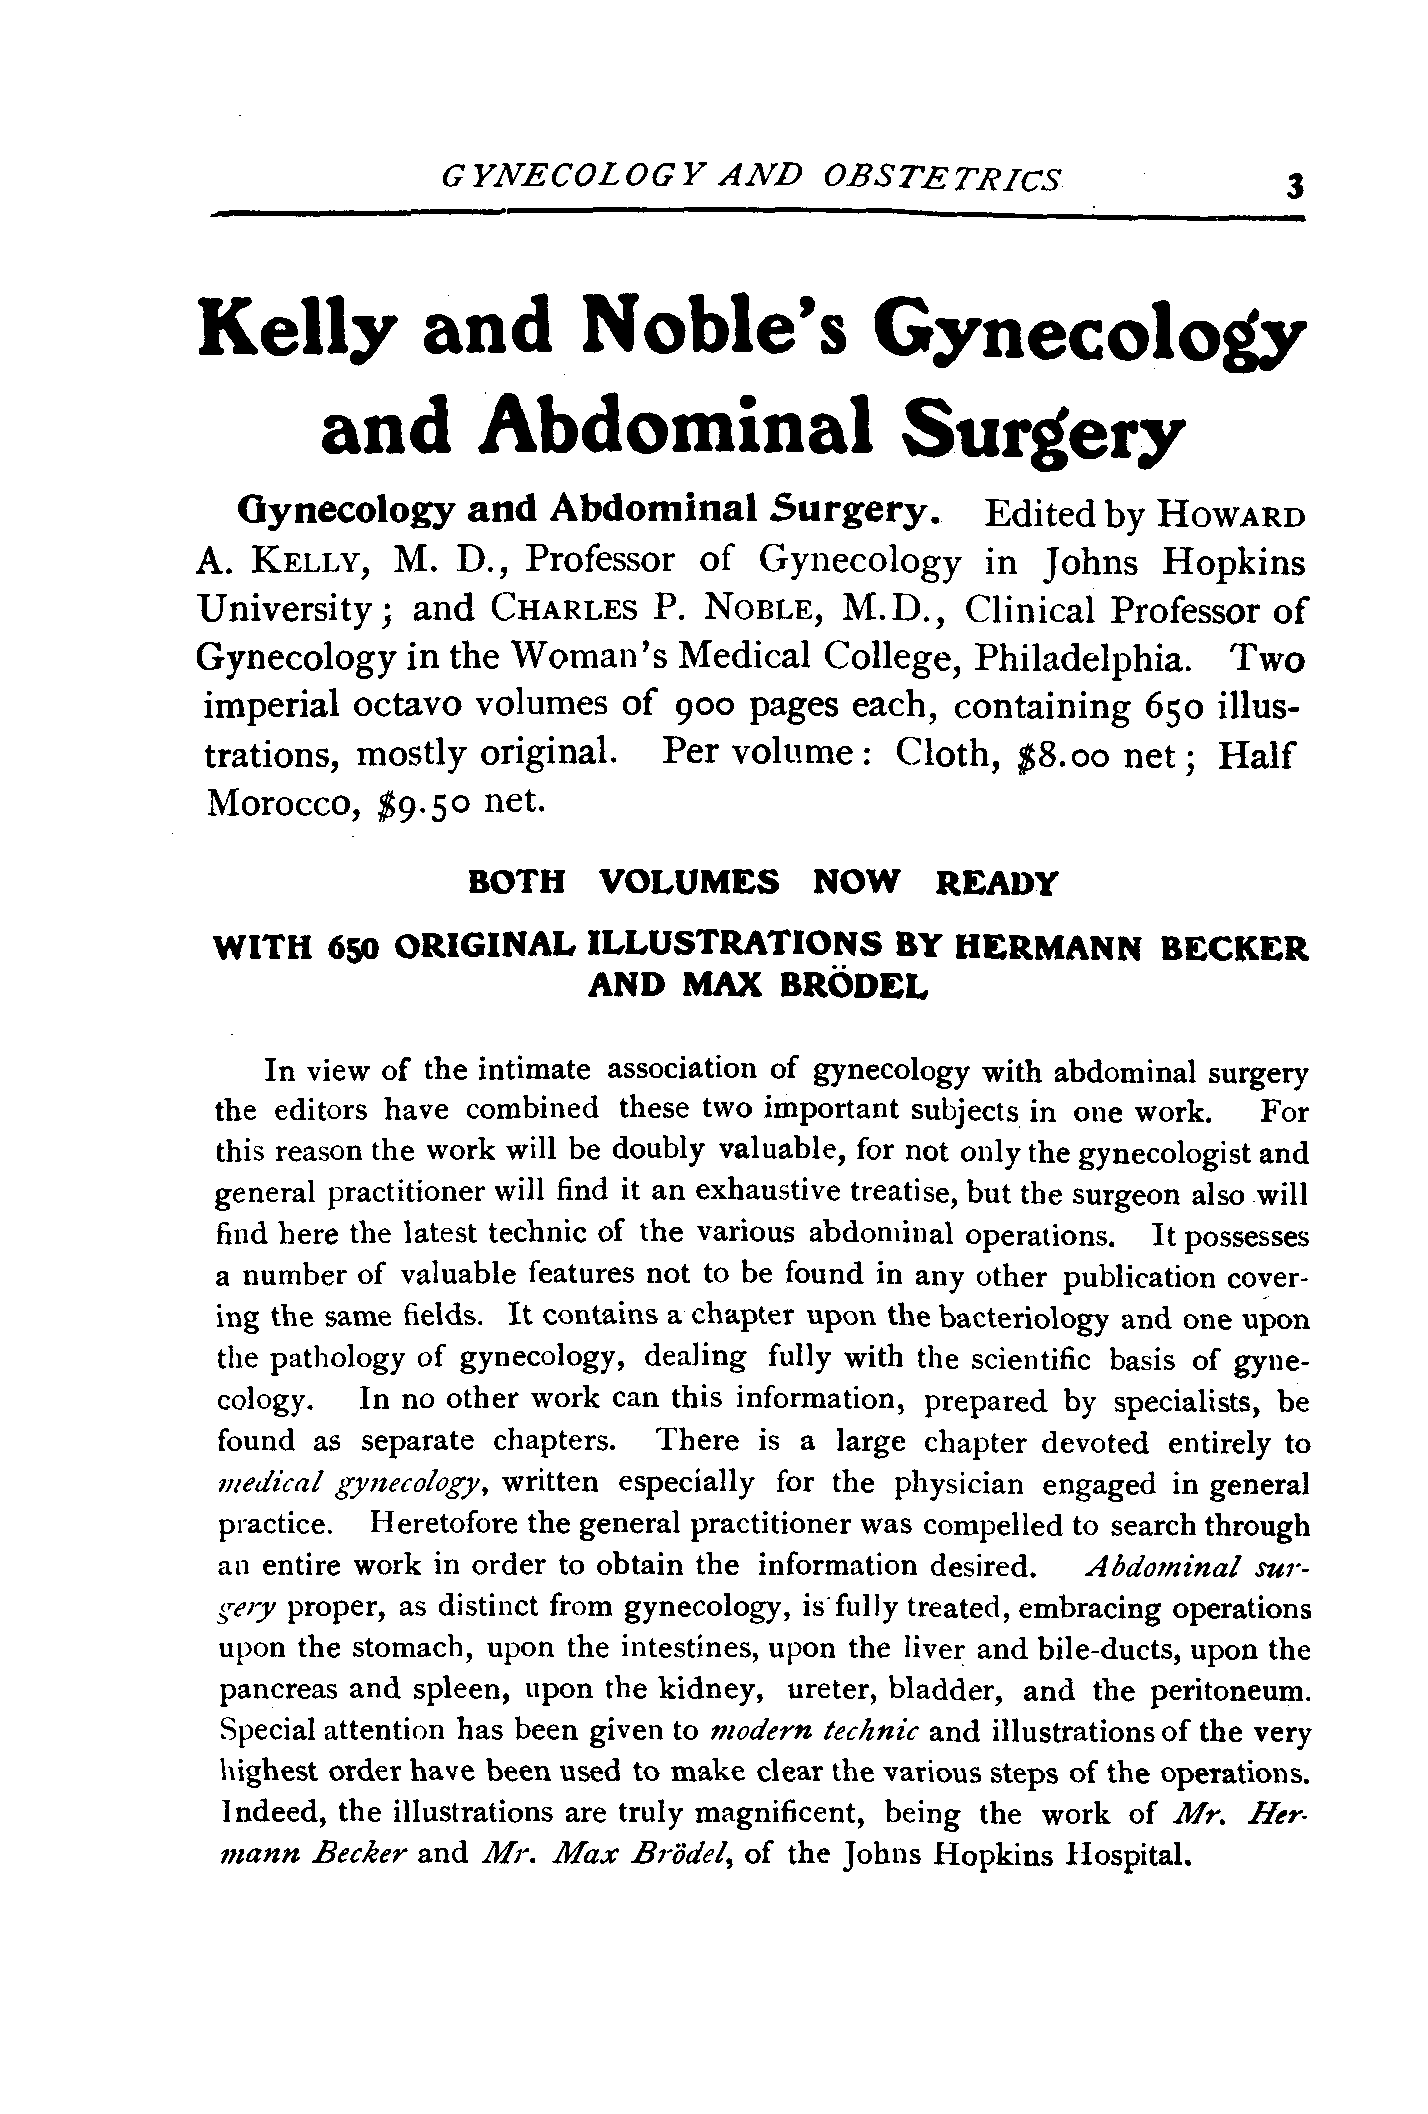 GYNECOLOGY AND OBSTETRICS 3
Kelly and Noble's Gynecology
and Abdominal Surgery
Gynecology and Abdominal Surgery. Edited by HOWARD
A. KELLY, M. D., Professor of Gynecology in Johns Hopkins
University; and CHARLES P. NOBLE, M.D., Clinical Professor of
Gynecology in the Woman's Medical College, Philadelphia. Two
imperial octavo volumes of 900 pages each, containing 650 illus-
trations, mostly original. Per volume: Cloth, $8.00 net; Half
Morocco, $9.50 net.
BOTH VOLUMES NOW READY
WITH 650 ORIGINAL ILLUSTRATIONS BY HERMANN BECKER
AND MAX BRÖDEL
In view of the intimate association of gynecology with abdominal surgery
the editors have combined these two important subjects in one work. For
this reason the work will be doubly valuable, for not only the gynecologist and
general practitioner will find it an exhaustive treatise, but the surgeon also will
find here the latest technic of the various abdominal operations. It possesses
a number of valuable features not to be found in any other publication cover-
ing the same fields. It contains a chapter upon the bacteriology and one upon
the pathology of gynecology, dealing fully with the scientific basis of gyne-
cology. In no other work can this information, prepared by specialists, be
found as separate chapters. There is a large chapter devoted entirely to
medical gynecology, written especially for the physician engaged in general
practice. Heretofore the general practitioner was compelled to search through
an entire work in order to obtain the information desired. Abdominal sur-
gery proper, as distinct from gynecology, is fully treated, embracing operations
upon the stomach, upon the intestines, upon the liver and bile-ducts, upon the
pancreas and spleen, upon the kidney, ureter, bladder, and the peritoneum.
Special attention has been given to modern technic and illustrations of the very
highest order have been used to make clear the various steps of the operations.
Indeed, the illustrations are truly magnificent, being the work of Mr. Her-
mann Becker and Mr. Max Brödel, of the Johns Hopkins Hospital.